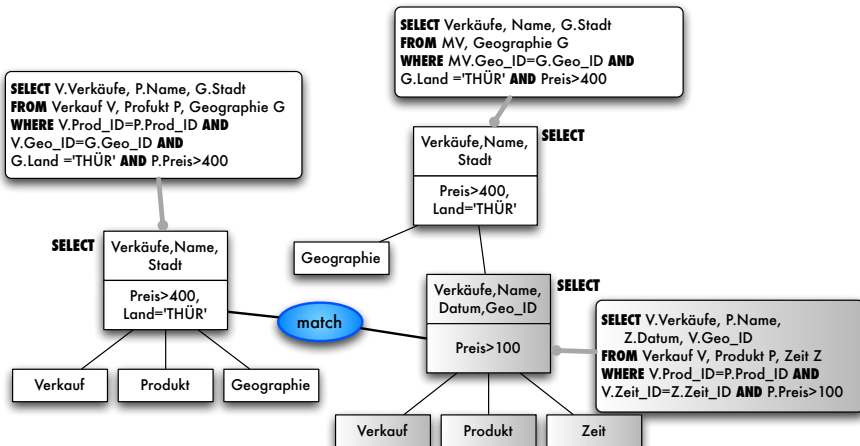 SELECT Verkäufe, Name, G.Stadt
FROM MV, Geographie G
WHERE MV.Geo_ID=G.Geo_ID AND
G.Land ='THÜR' AND Preis>400
SELECT V.Verkäufe, P.Name, G.Stadt
FROM Verkauf V, Profukt P, Geographie G
WHERE V.Prod_ID=P.Prod_ID AND
V.Geo_ID=G.Geo_ID AND
G.Land ='THÜR' AND P.Preis>400
SELECT
Verkäufe,Name,
Stadt
Preis>400,
Land='THÜR'
Geographie
SELECT
Verkäufe,Name,
Stadt
Preis>400,
Land='THÜR'
Verkauf
Produkt
Geographie
match
SELECT
Verkäufe,Name,
Datum,Geo_ID
Preis>100
SELECT V.Verkäufe, P.Name,
Z.Datum, V.Geo_ID
FROM Verkauf V, Produkt P, Zeit Z
WHERE V.Prod_ID=P.Prod_ID AND
V.Zeit_ID=Z.Zeit_ID AND P.Preis>100
Verkauf
Produkt
Zeit